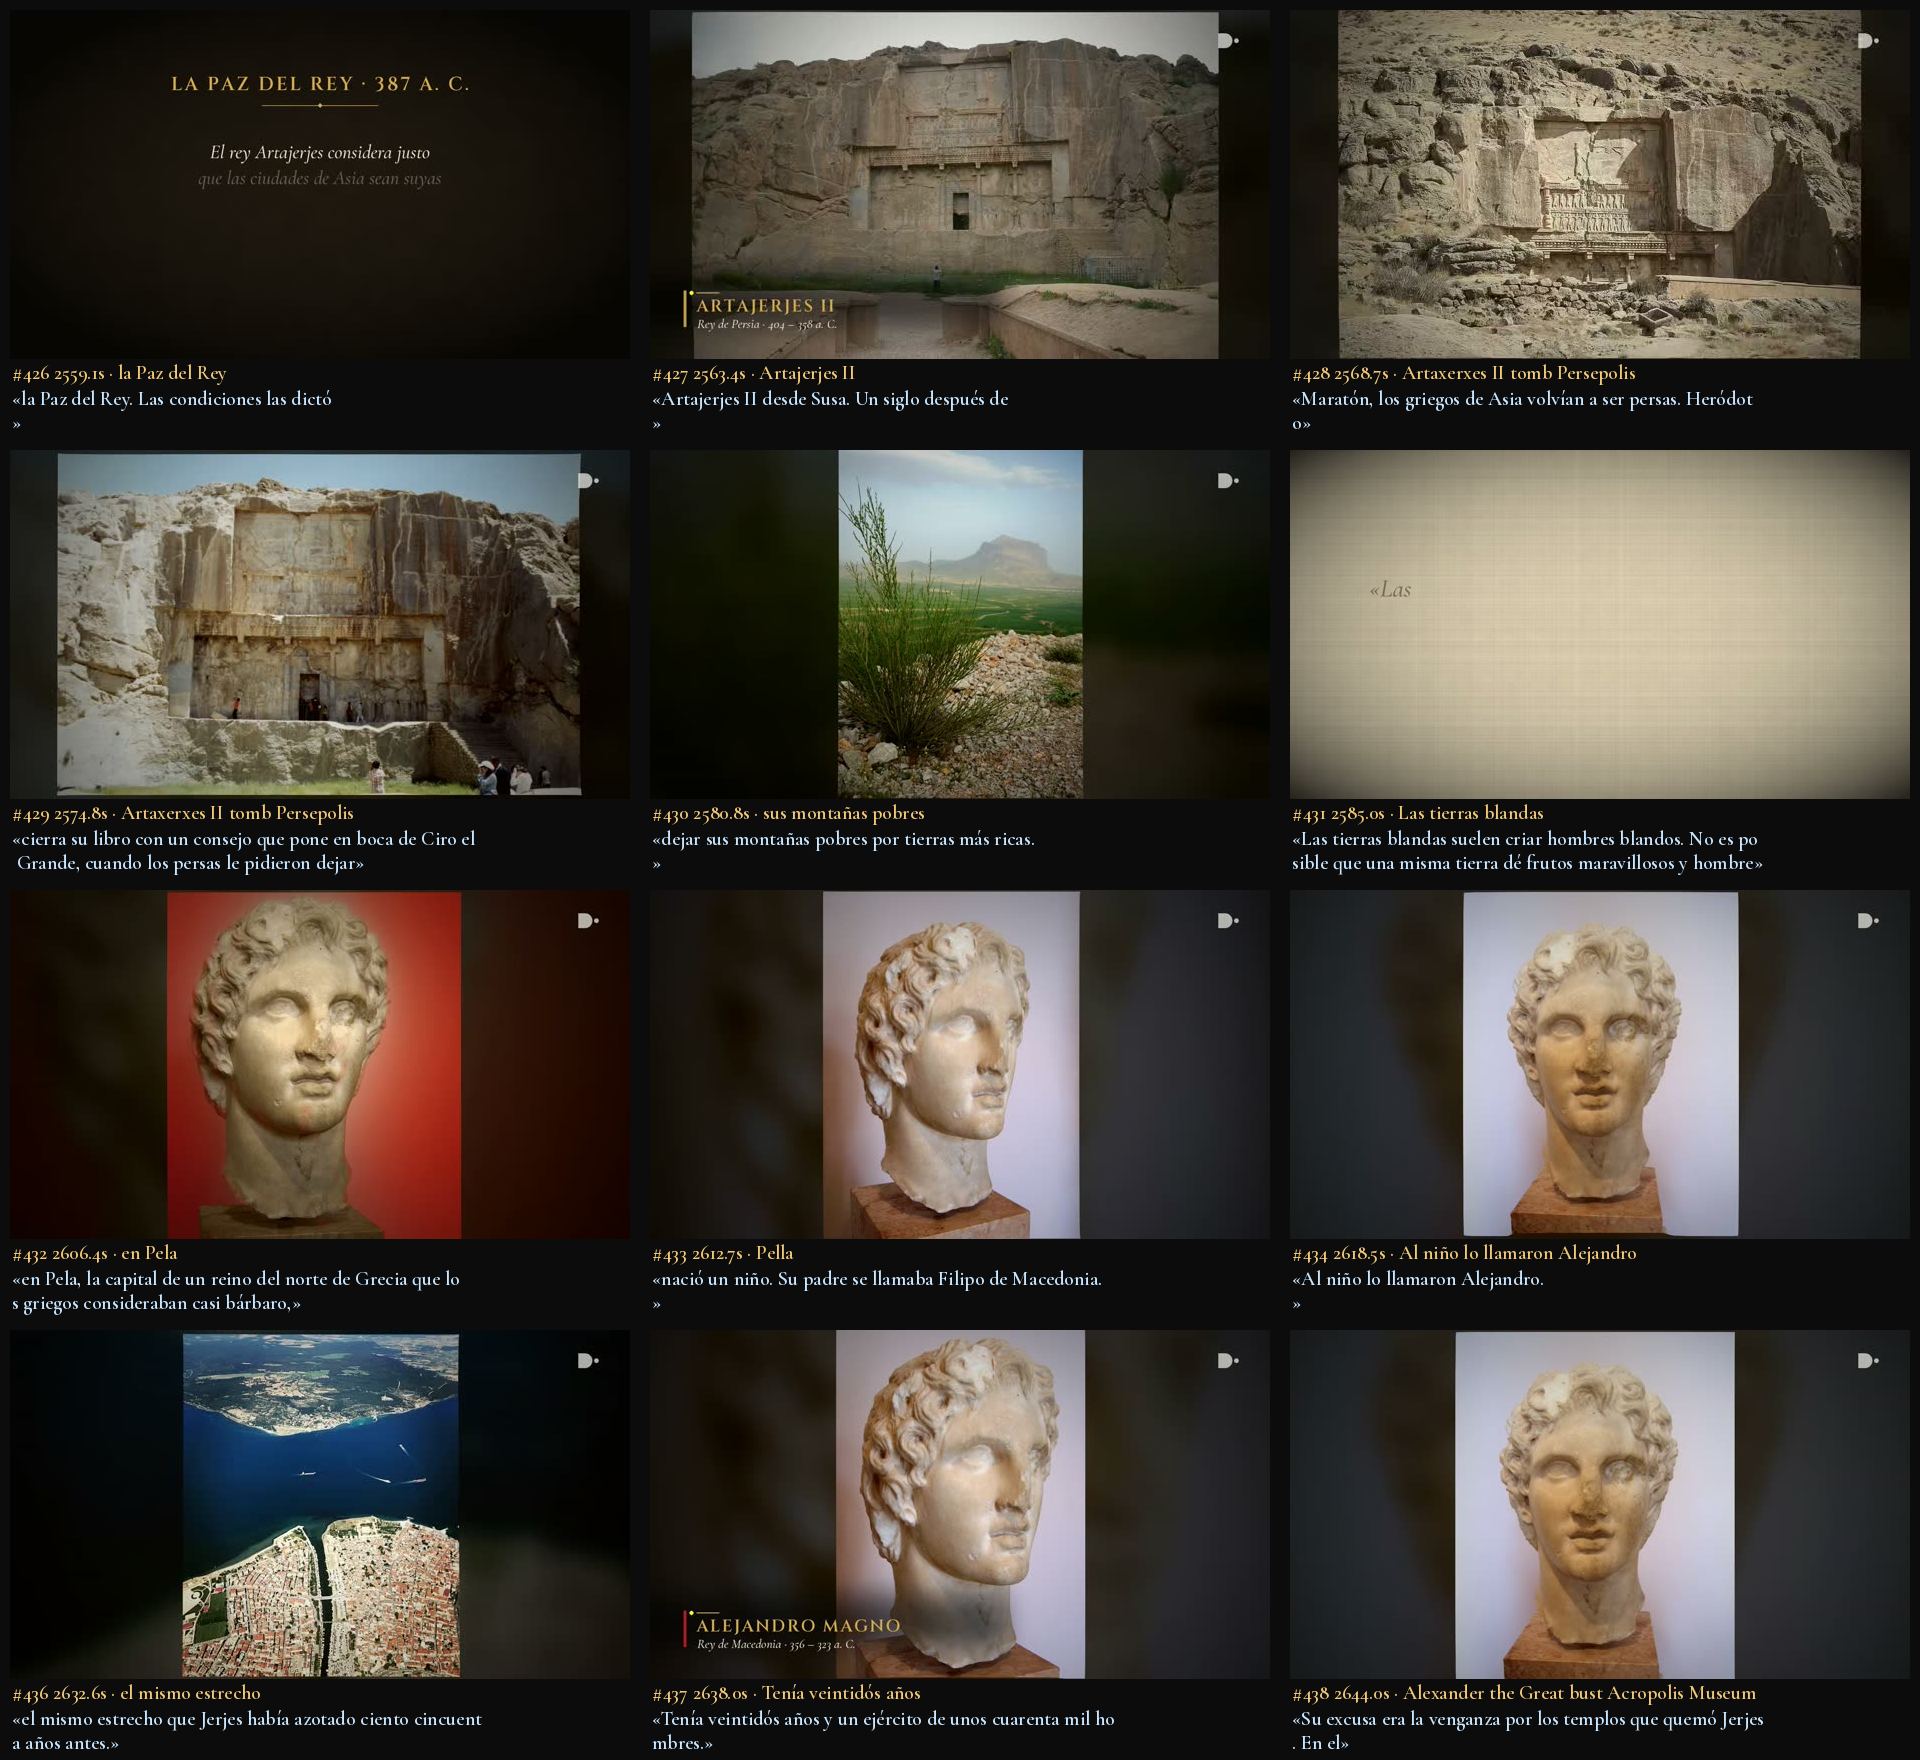 LA PAZ DEL REY · 387 A. C.
El rey Artajerjes considera justo
que las ciudades de Asia sean suyas
#426 2559.1s · la Paz del Rey
«la Paz del Rey. Las condiciones las dictó
»
ARTAJERJES II
Rey de Persia · 404 – 358 a. C.
#427 2563.4s · Artajerjes II
«Artajerjes II desde Susa. Un siglo después de
»
#428 2568.7s · Artaxerxes II tomb Persepolis
«Maratón, los griegos de Asia volvían a ser persas. Heródot
o»
#429 2574.8s · Artaxerxes II tomb Persepolis
«cierra su libro con un consejo que pone en boca de Ciro el
Grande, cuando los persas le pidieron dejar»
#430 2580.8s · sus montañas pobres
«dejar sus montañas pobres por tierras más ricas.
»
«Las
#431 2585.0s · Las tierras blandas
«Las tierras blandas suelen criar hombres blandos. No es po
sible que una misma tierra dé frutos maravillosos y hombre»
#432 2606.4s · en Pela
«en Pela, la capital de un reino del norte de Grecia que lo
s griegos consideraban casi bárbaro,»
#433 2612.7s · Pella
«nació un niño. Su padre se llamaba Filipo de Macedonia.
»
#434 2618.5s · Al niño lo llamaron Alejandro
«Al niño lo llamaron Alejandro.
»
#436 2632.6s · el mismo estrecho
«el mismo estrecho que Jerjes había azotado ciento cincuent
a años antes.»
ALEJANDRO MAGNO
Rey de Macedonia · 356 – 323 a. C.
#437 2638.0s · Tenía veintidós años
«Tenía veintidós años y un ejército de unos cuarenta mil ho
mbres.»
#438 2644.0s · Alexander the Great bust Acropolis Museum
«Su excusa era la venganza por los templos que quemó Jerjes
. En el»